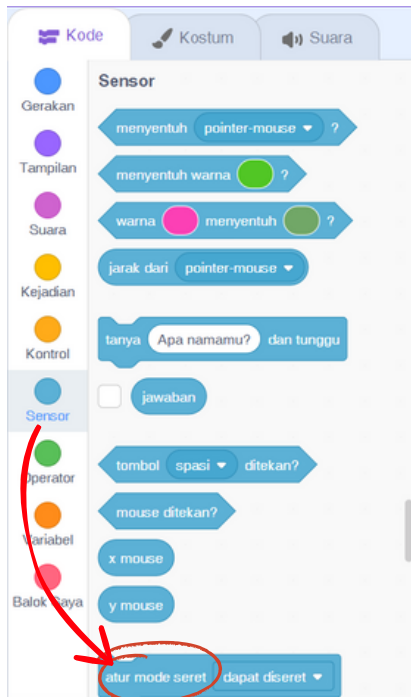 Kode Kostum Suara
Sensor
Gerakan
Tampilan
Suara
Kejadian
Kontrol
Sensor
Operator
Variabel
Balok Saya
menyentuh pointer-mouse ?
menyentuh warna ?
warna menyentuh ?
jarak dari pointer-mouse
tanya Apa namamu? dan tunggu
jawaban
tombol spasi ditekan?
mouse ditekan?
x mouse
y mouse
atur mode seret dapat diseret